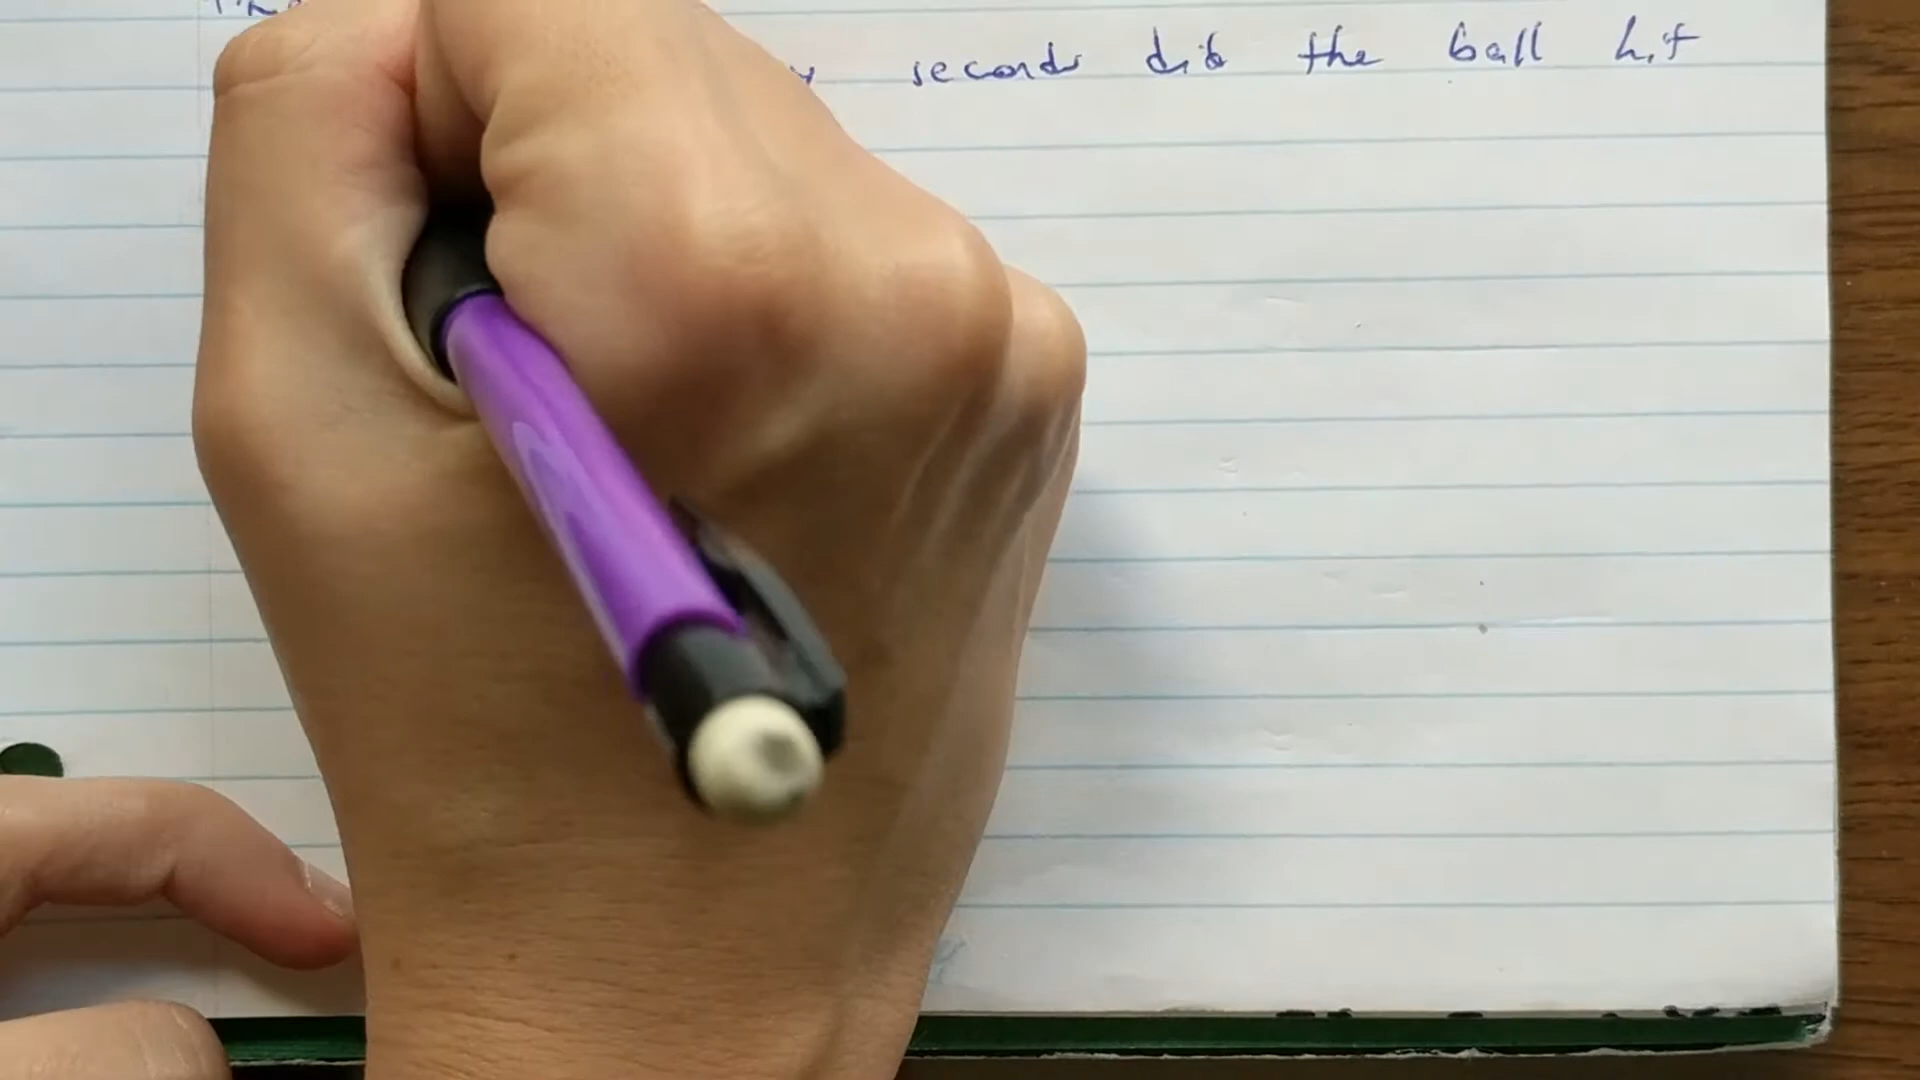 seconds did the ball hit